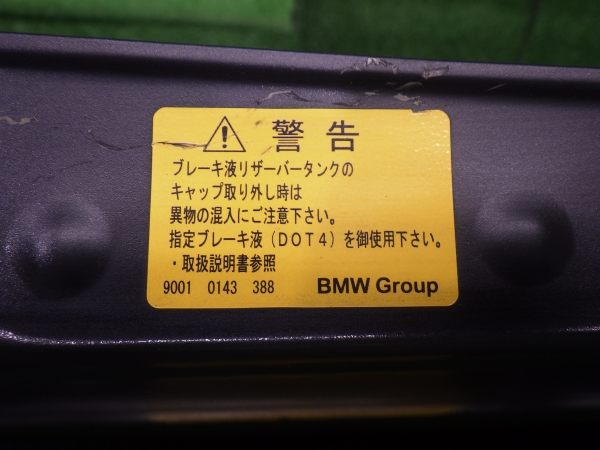 警告
ブレーキ液リザーバータンクの
キャップ取り外し時は
異物の混入にご注意下さい。
指定ブレーキ液（DOT4）を御使用下さい。
・取扱説明書参照
9001 0143 388 BMW Group